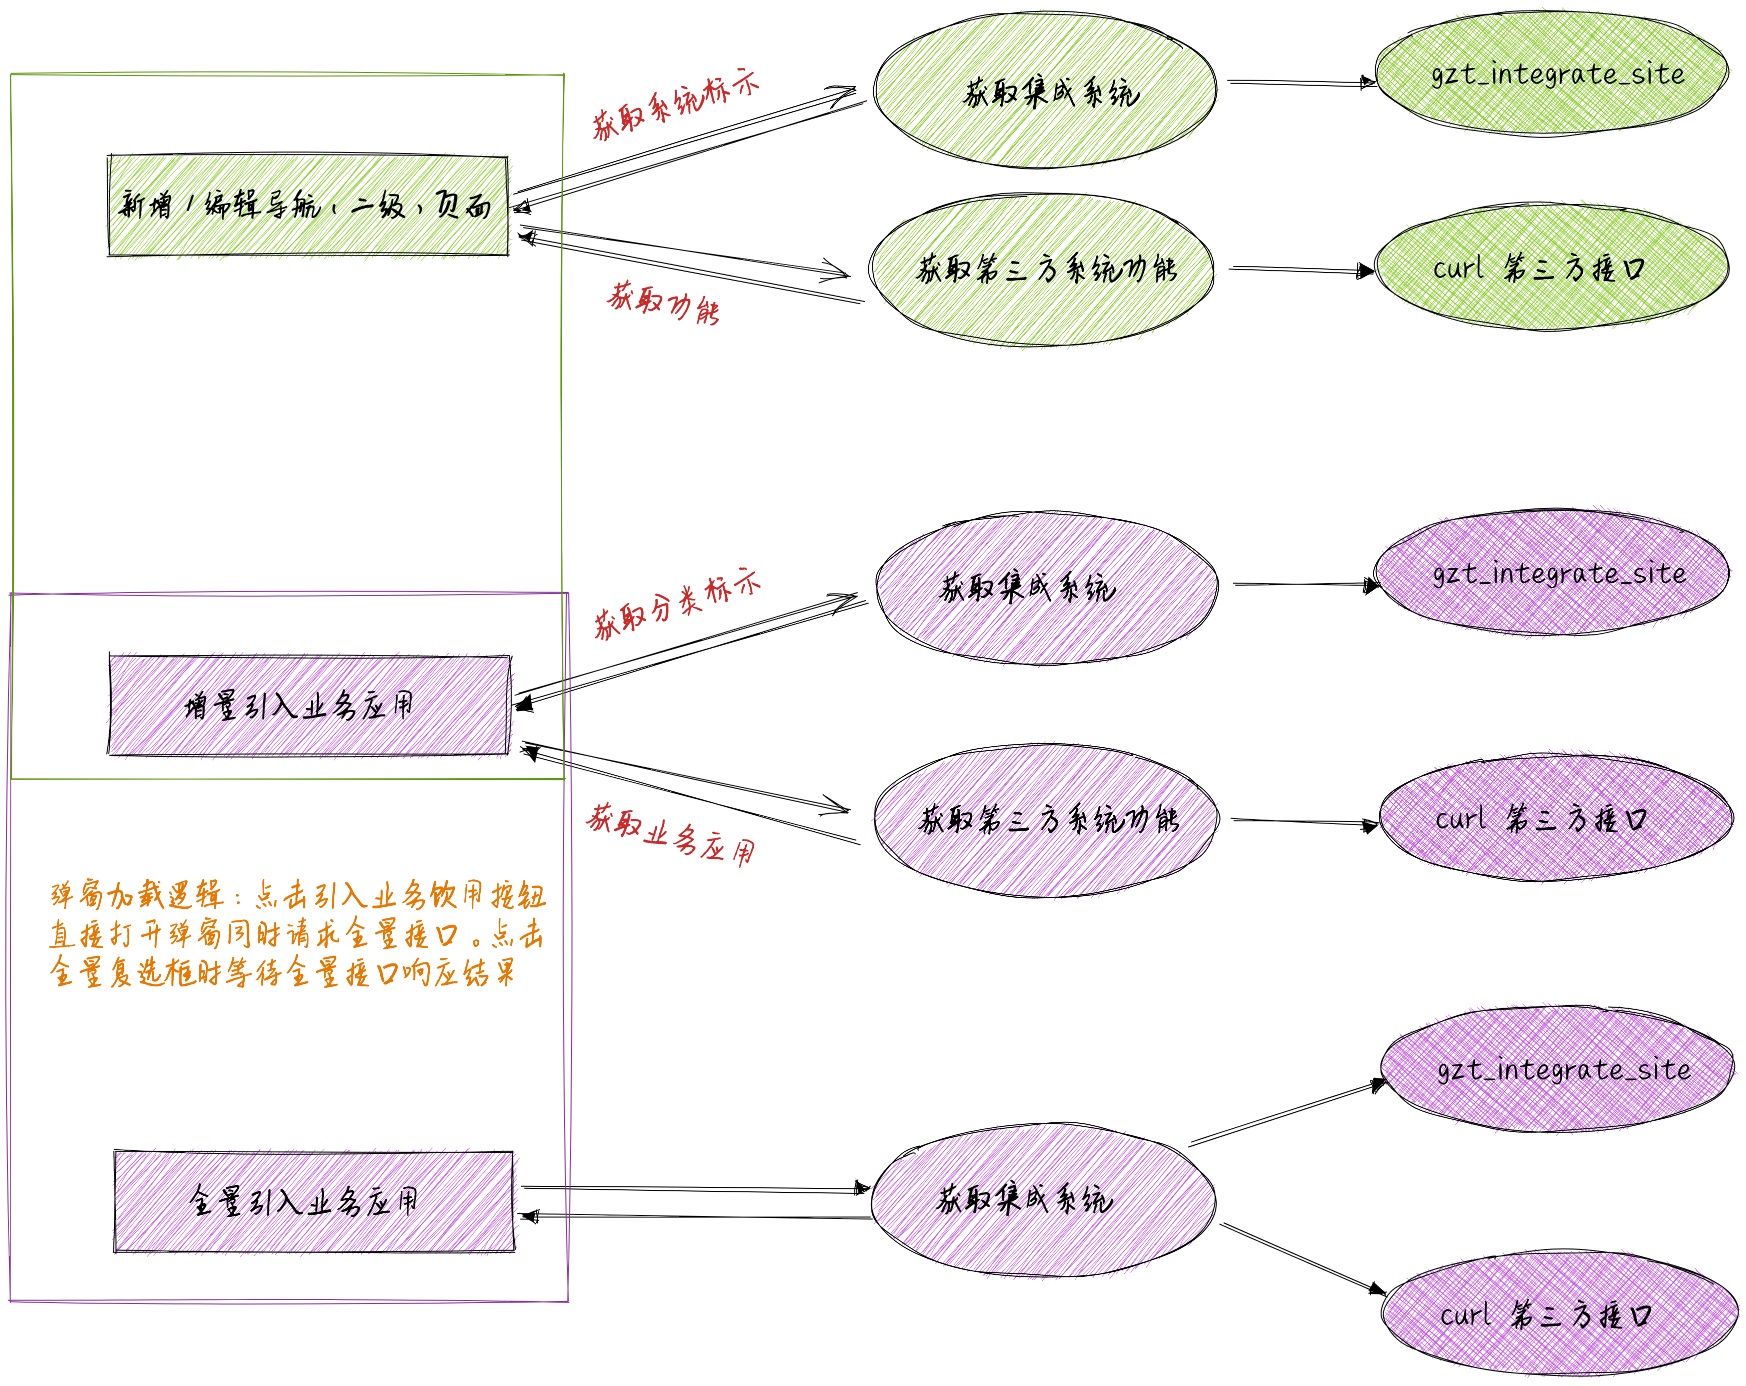 获取系统标示
获取集成系统
gzt_integrate_site
新增/编辑导航、二级、页面
获取功能
获取第三方系统功能
curl 第三方接口
获取分类标示
获取集成系统
gzt_integrate_site
增量引入业务应用
获取业务应用
获取第三方系统功能
curl 第三方接口
弹窗加载逻辑：点击引入业务饮用按钮
直接打开弹窗同时请求全量接口。点击
全量复选框时等待全量接口响应结果
gzt_integrate_site
全量引入业务应用
获取集成系统
curl 第三方接口